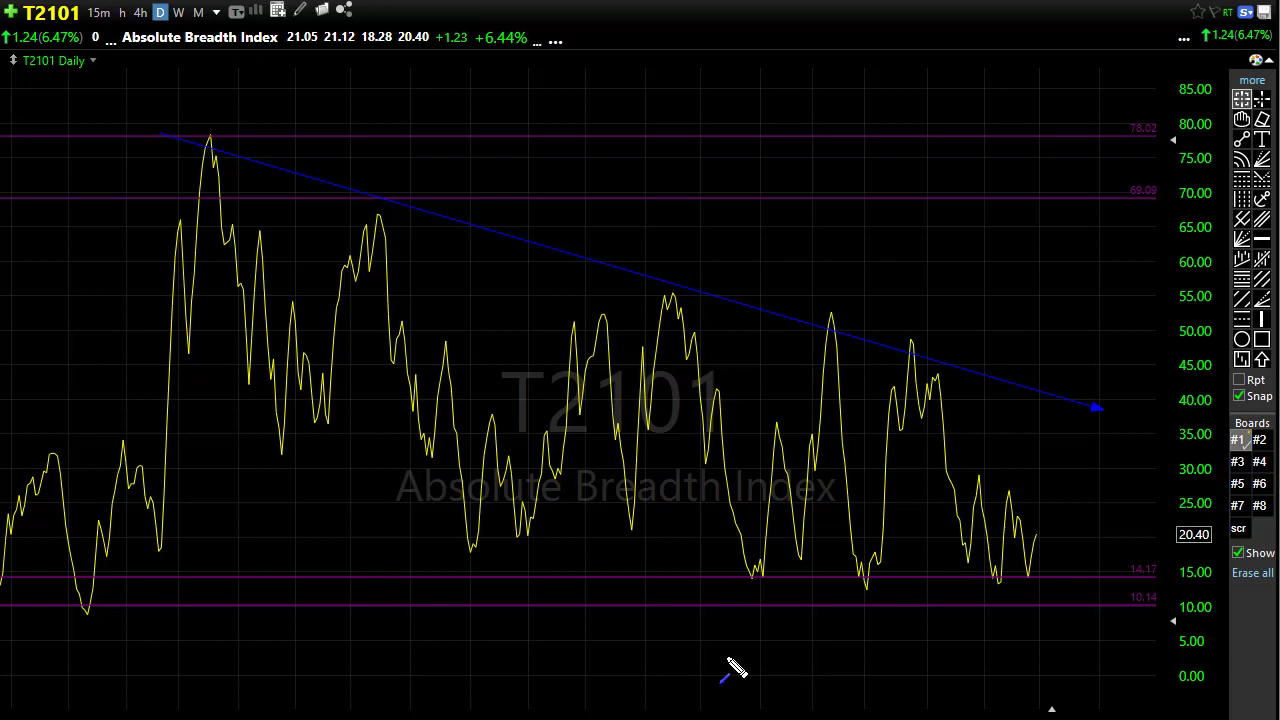 T2101 15m h 4h D W M T RT S
1.24(6.47%) 0 ... Absolute Breadth Index 21.05 21.12 18.28 20.40 +1.23 +6.44% ... ... ... 1.24(6.47%)
T2101 Daily
more
85.00
80.00
78.02
75.00
70.00
69.09
65.00
60.00
55.00
50.00
45.00
40.00
35.00
30.00
25.00
20.40
15.00
14.17
10.14
10.00
5.00
0.00
T2101
Absolute Breadth Index
T
Rpt
Snap
Boards
#1 #2
#3 #4
#5 #6
#7 #8
scr
Show
Erase all